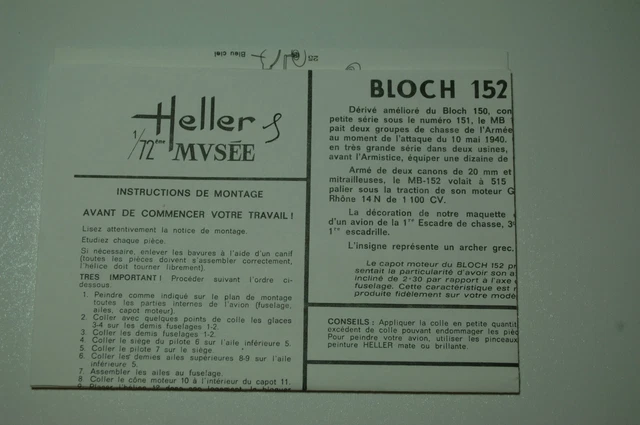 Bleu ciel
Heller
1/72ème MVSÉE
INSTRUCTIONS DE MONTAGE
AVANT DE COMMENCER VOTRE TRAVAIL !
Lisez attentivement la notice de montage.
Etudiez chaque pièce.
Si nécessaire, enlever les bavures à l'aide d'un canif
(toutes les pièces doivent s'assembler correctement,
l'hélice doit tourner librement).
TRES IMPORTANT ! Procéder suivant l'ordre ci-
dessous.
1. Peindre comme indiqué sur le plan de montage
toutes les parties internes de l'avion (fuselage,
ailes, capot moteur).
2. Coller avec quelques points de colle les glaces
3-4 sur les demis fuselages 1-2.
3. Coller les demis fuselages 1-2.
4. Coller le siège du pilote 6 sur aile inférieure 5.
5. Coller le pilote 7 sur le siège.
6. Coller les demies ailes supérieures 8-9 sur l'aile
inférieure 5.
7. Assembler les ailes au fuselage.
8. Coller le cône moteur 10 à l'intérieur du capot 11.
BLOCH 152
Dérivé amélioré du Bloch 150,
petite série sous le numéro 151, le MB
pait deux groupes de chasse de l'Armée
au moment de l'attaque du 10 mai 1940.
en très grande série dans deux usines,
avant l'Armistice, équiper une dizaine de
Armé de deux canons de 20 mm et
mitrailleuses, le MB-152 volait à 515
palier sous la traction de son moteur G
Rhône 14 N de 1 100 CV.
La décoration de notre maquette
d'un avion de la 1re Escadre de chasse,
1re escadrille.
L'insigne représente un archer grec.
Le capot moteur du BLOCH 152
sentait la particularité d'avoir son
incliné de 2°30 par rapport à l'axe
fuselage. Cette caractéristique est
produite fidèlement sur votre
CONSEILS : Appliquer la colle en petite
excédent de colle pouvant endommager les
Pour peindre votre avion, utiliser les pinceaux
peinture HELLER mate ou brillante.